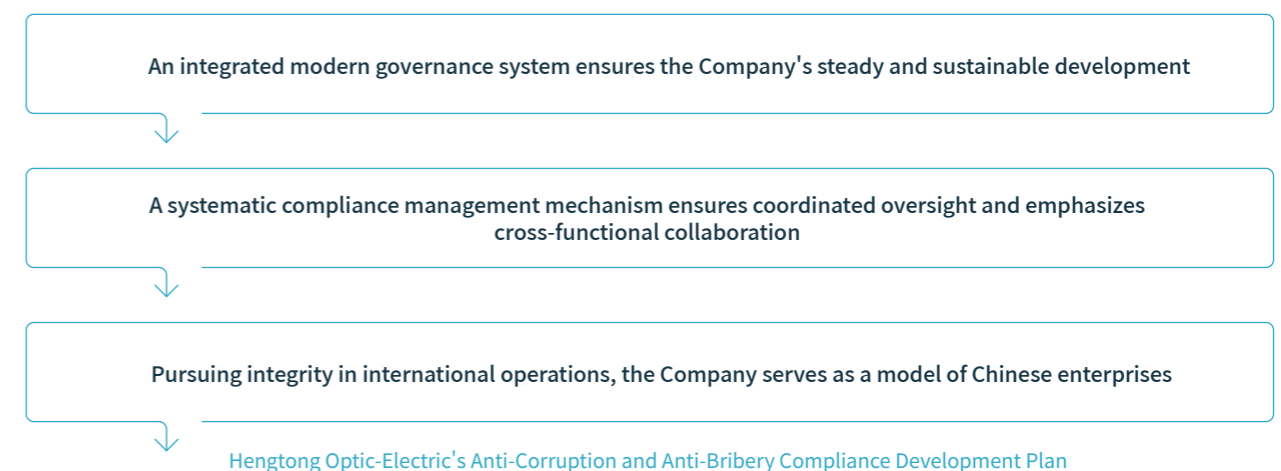 An integrated modern governance system ensures the Company's steady and sustainable development
A systematic compliance management mechanism ensures coordinated oversight and emphasizes
cross-functional collaboration
Pursuing integrity in international operations, the Company serves as a model of Chinese enterprises
Hengtong Optic-Electric's Anti-Corruption and Anti-Bribery Compliance Development Plan